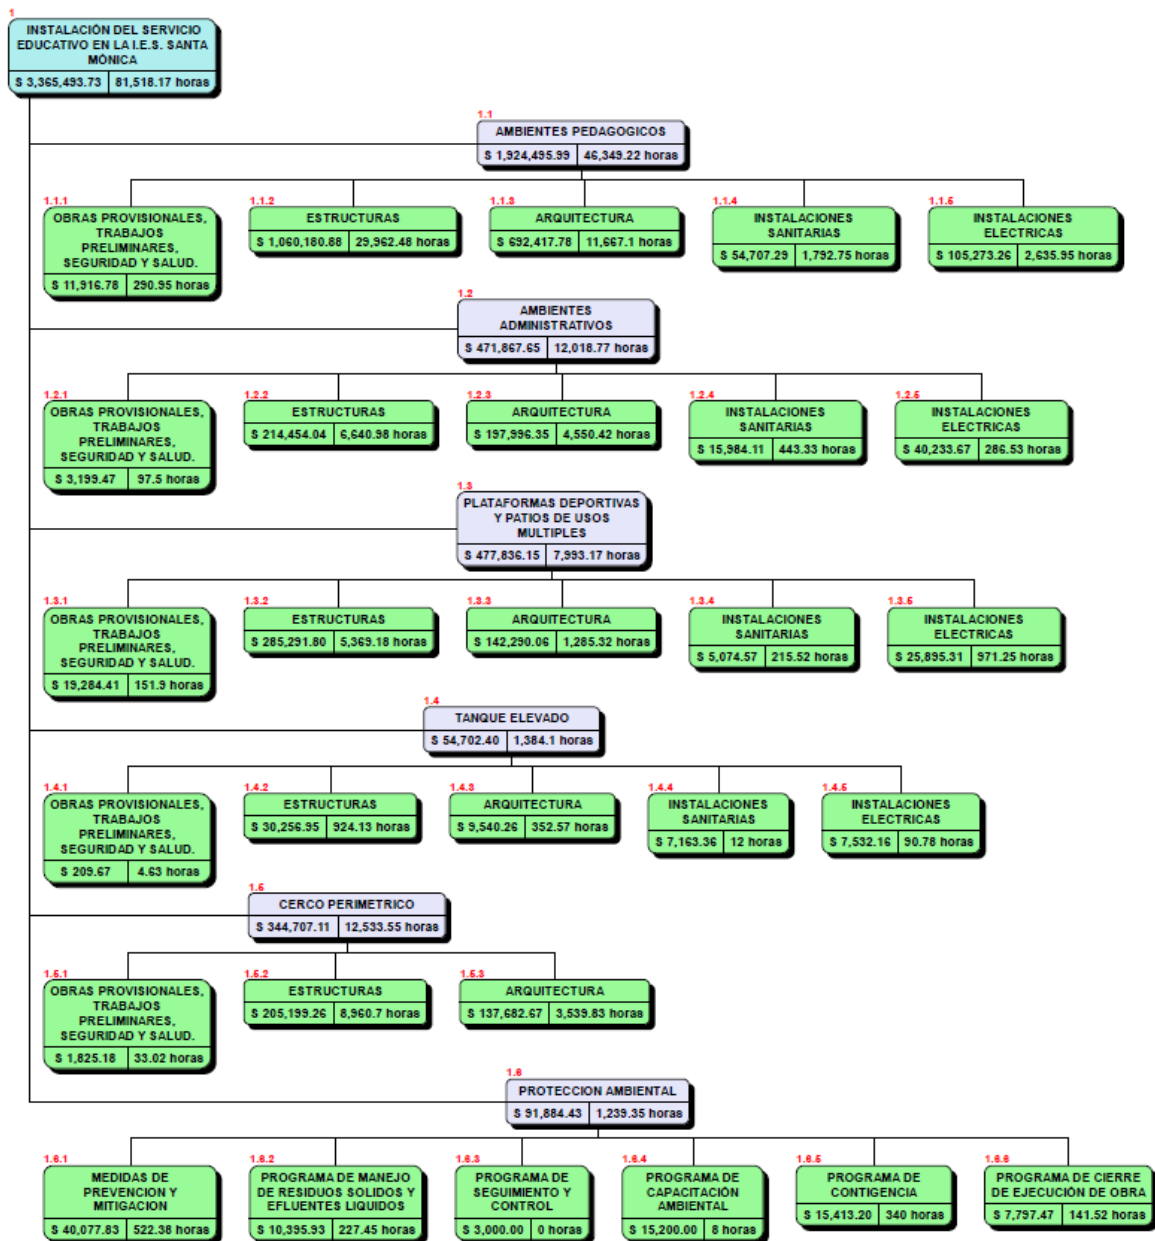 1
INSTALACIÓN DEL SERVICIO
EDUCATIVO EN LA I.E.S. SANTA
MÓNICA
$ 3,365,493.73 81,518.17 horas
1.1
AMBIENTES PEDAGOGICOS
$ 1,924,495.99 46,349.22 horas
1.1.1
OBRAS PROVISIONALES,
TRABAJOS
PRELIMINARES,
SEGURIDAD Y SALUD.
$ 11,916.78 290.95 horas
1.1.2
ESTRUCTURAS
$ 1,060,180.88 29,962.48 horas
1.1.3
ARQUITECTURA
$ 692,417.78 11,667.1 horas
1.1.4
INSTALACIONES
SANITARIAS
$ 54,707.29 1,792.75 horas
1.1.5
INSTALACIONES
ELECTRICAS
$ 105,273.26 2,635.95 horas
1.2
AMBIENTES
ADMINISTRATIVOS
$ 471,867.65 12,018.77 horas
1.2.1
OBRAS PROVISIONALES,
TRABAJOS
PRELIMINARES,
SEGURIDAD Y SALUD.
$ 3,199.47 97.5 horas
1.2.2
ESTRUCTURAS
$ 214,454.04 6,640.98 horas
1.2.3
ARQUITECTURA
$ 197,996.35 4,550.42 horas
1.2.4
INSTALACIONES
SANITARIAS
$ 15,984.11 443.33 horas
1.2.5
INSTALACIONES
ELECTRICAS
$ 40,233.67 286.53 horas
1.3
PLATAFORMAS DEPORTIVAS
Y PATIOS DE USOS
MULTIPLES
$ 477,836.15 7,993.17 horas
1.3.1
OBRAS PROVISIONALES,
TRABAJOS
PRELIMINARES,
SEGURIDAD Y SALUD.
$ 19,284.41 151.9 horas
1.3.2
ESTRUCTURAS
$ 285,291.80 5,369.18 horas
1.3.3
ARQUITECTURA
$ 142,290.06 1,285.32 horas
1.3.4
INSTALACIONES
SANITARIAS
$ 5,074.57 215.52 horas
1.3.5
INSTALACIONES
ELECTRICAS
$ 25,895.31 971.25 horas
1.4
TANQUE ELEVADO
$ 54,702.40 1,384.1 horas
1.4.1
OBRAS PROVISIONALES,
TRABAJOS
PRELIMINARES,
SEGURIDAD Y SALUD.
$ 209.67 4.63 horas
1.4.2
ESTRUCTURAS
$ 30,256.95 924.13 horas
1.4.3
ARQUITECTURA
$ 9,540.26 352.57 horas
1.4.4
INSTALACIONES
SANITARIAS
$ 7,163.36 12 horas
1.4.5
INSTALACIONES
ELECTRICAS
$ 7,532.16 90.78 horas
1.5
CERCO PERIMETRICO
$ 344,707.11 12,533.55 horas
1.5.1
OBRAS PROVISIONALES,
TRABAJOS
PRELIMINARES,
SEGURIDAD Y SALUD.
$ 1,825.18 33.02 horas
1.5.2
ESTRUCTURAS
$ 205,199.26 8,960.7 horas
1.5.3
ARQUITECTURA
$ 137,682.67 3,539.83 horas
1.6
PROTECCION AMBIENTAL
$ 91,884.43 1,239.35 horas
1.6.1
MEDIDAS DE
PREVENCION Y
MITIGACION
$ 40,077.83 522.38 horas
1.6.2
PROGRAMA DE MANEJO
DE RESIDUOS SOLIDOS Y
EFLUENTES LIQUIDOS
$ 10,395.93 227.45 horas
1.6.3
PROGRAMA DE
SEGUIMIENTO Y
CONTROL
$ 3,000.00 0 horas
1.6.4
PROGRAMA DE
CAPACITACIÓN
AMBIENTAL
$ 15,200.00 8 horas
1.6.5
PROGRAMA DE
CONTIGENCIA
$ 15,413.20 340 horas
1.6.6
PROGRAMA DE CIERRE
DE EJECUCIÓN DE OBRA
$ 7,797.47 141.52 horas